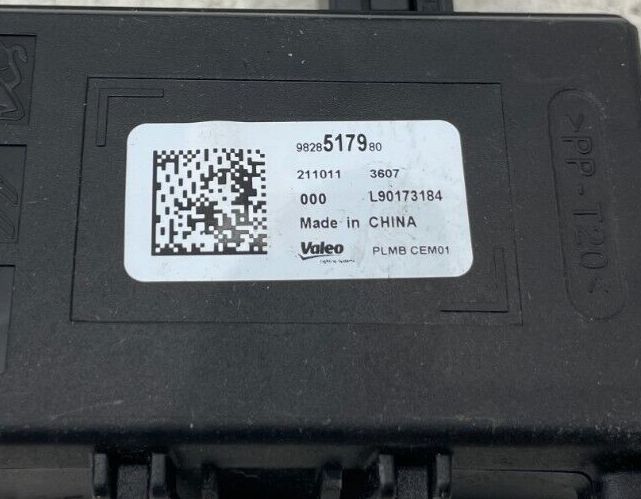 9828517980
211011 3607
000 L90173184
Made in CHINA
Valeo PLMB CEM01
>PP-T20<